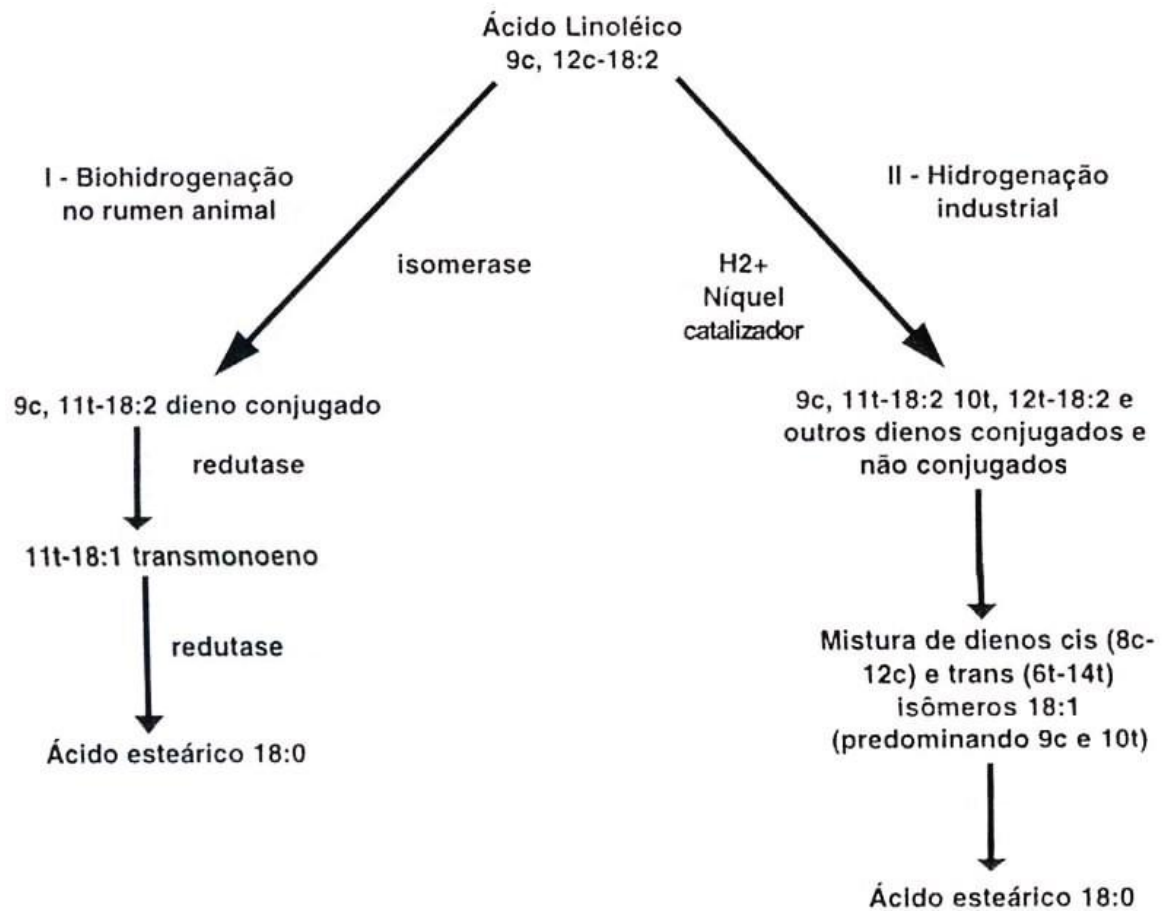 Ácido Linoléico
9c, 12c-18:2
I - Biohidrogenação
no rumen animal
II - Hidrogenação
industrial
isomerase
H2+
Níquel
catalizador
9c, 11t-18:2 dieno conjugado
9c, 11t-18:2 10t, 12t-18:2 e
outros dienos conjugados e
não conjugados
redutase
11t-18:1 transmonoeno
redutase
Mistura de dienos cis (8c-
12c) e trans (6t-14t)
isômeros 18:1
(predominando 9c e 10t)
Ácido esteárico 18:0
Ácido esteárico 18:0